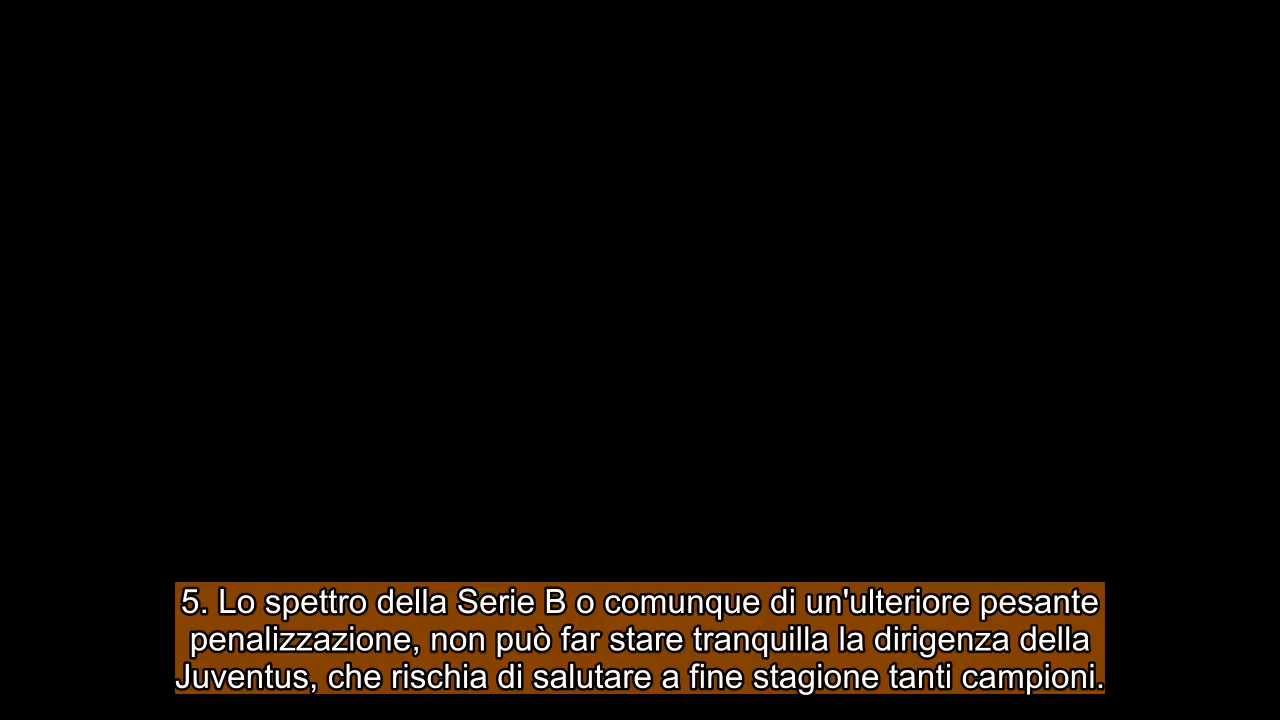 5. Lo spettro della Serie B o comunque di un'ulteriore pesante
penalizzazione, non può far stare tranquilla la dirigenza della
Juventus, che rischia di salutare a fine stagione tanti campioni.